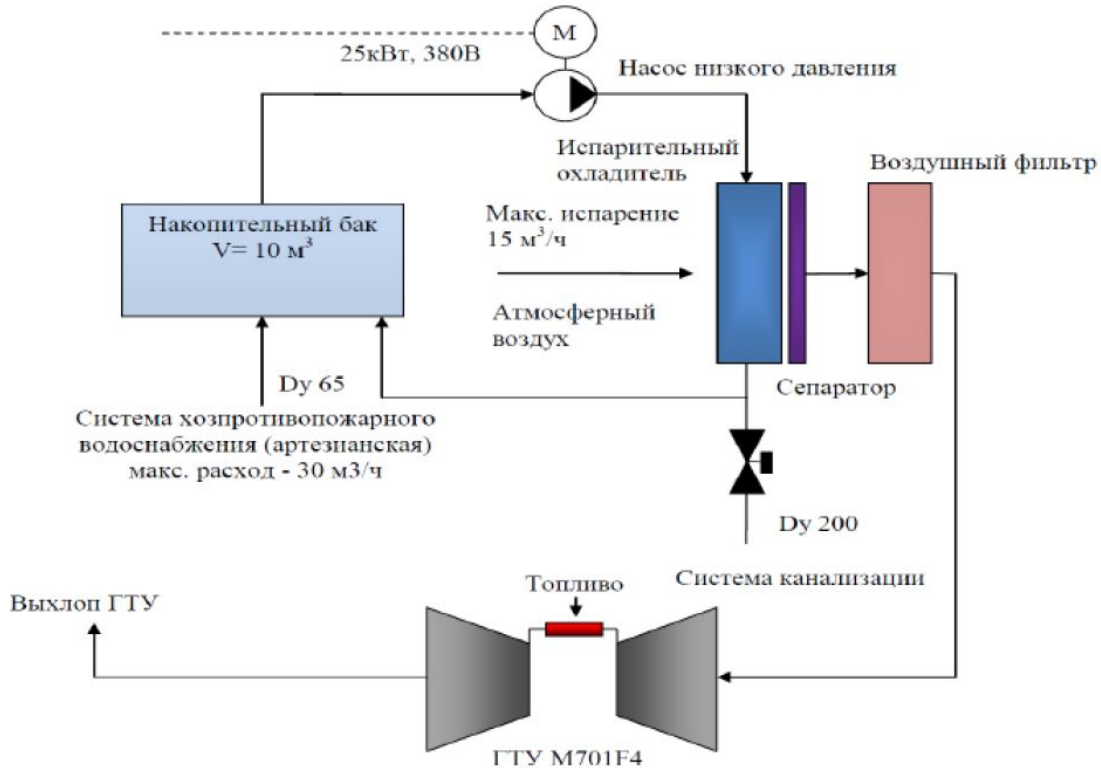 М
25кВт, 380В
Насос низкого давления
Испарительный
охладитель
Воздушный фильтр
Накопительный бак
V= 10 м³
Макс. испарение
15 м³/ч
Атмосферный
воздух
Dy 65
Сепаратор
Система хозпротивопожарного
водоснабжения (артезианская)
макс. расход - 30 м3/ч
Dy 200
Система канализации
Топливо
Выхлоп ГТУ
ГТУ M701F4